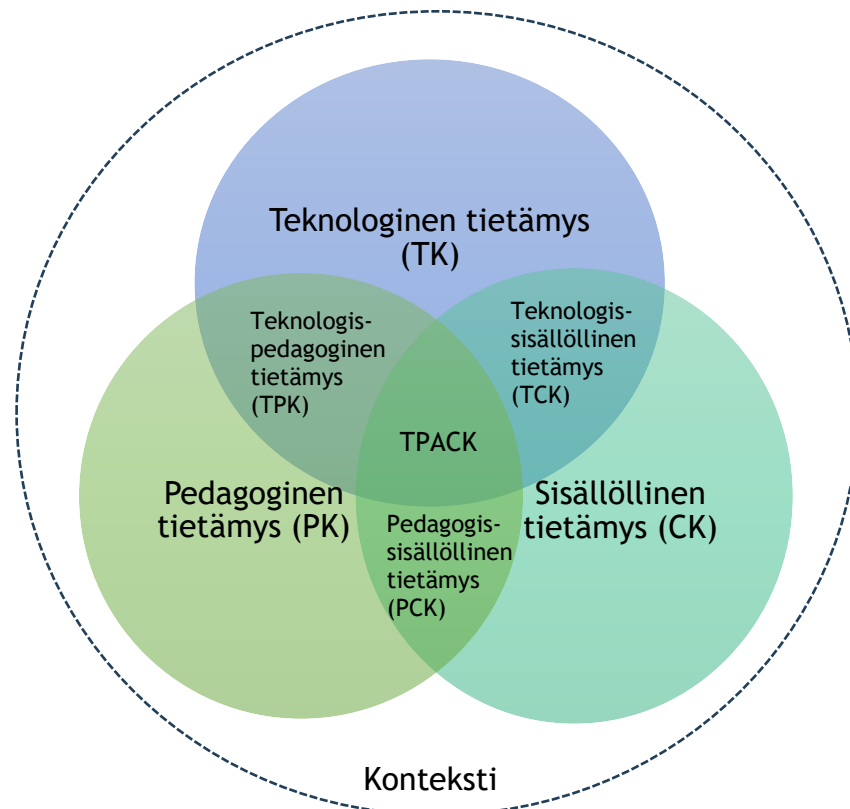 Teknologinen tietämys
(TK)
Teknologis-
pedagoginen
tietämys
(TPK)
Teknologis-
sisällöllinen
tietämys
(TCK)
TPACK
Pedagoginen
tietämys (PK)
Sisällöllinen
tietämys (CK)
Pedagogis-
sisällöllinen
tietämys
(PCK)
Konteksti